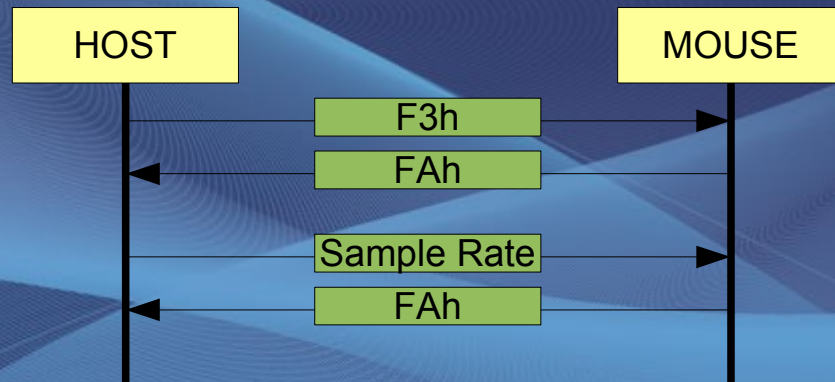 HOST
MOUSE
F3h
FAh
Sample Rate
FAh